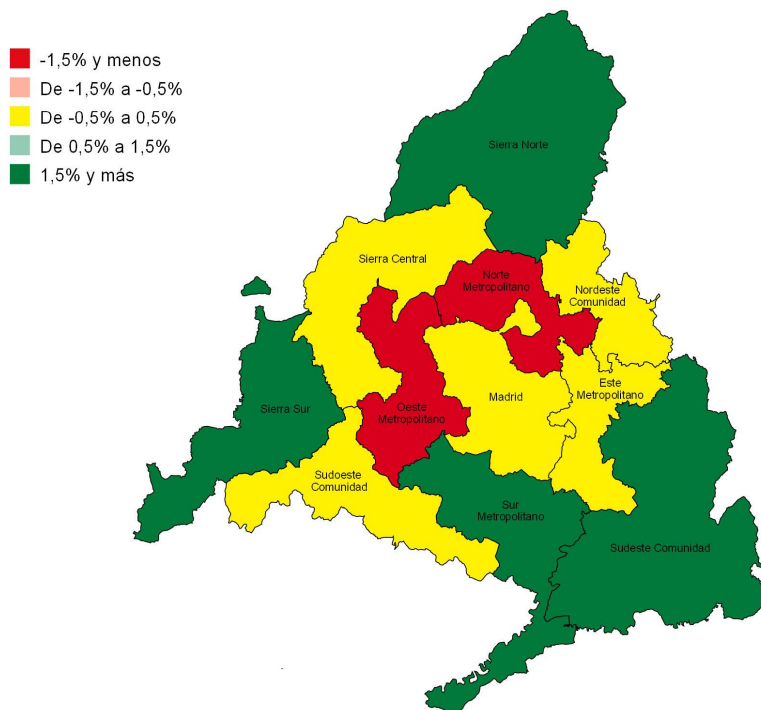 -1,5% y menos
De -1,5% a -0,5%
De -0,5% a 0,5%
De 0,5% a 1,5%
1,5% y más
Sierra Norte
Sierra Central
Norte
Metropolitano
Nordeste
Comunidad
Este
Metropolitano
Madrid
Sierra Sur
Oeste
Metropolitano
Sudoeste
Comunidad
Sur
Metropolitano
Sudeste Comunidad